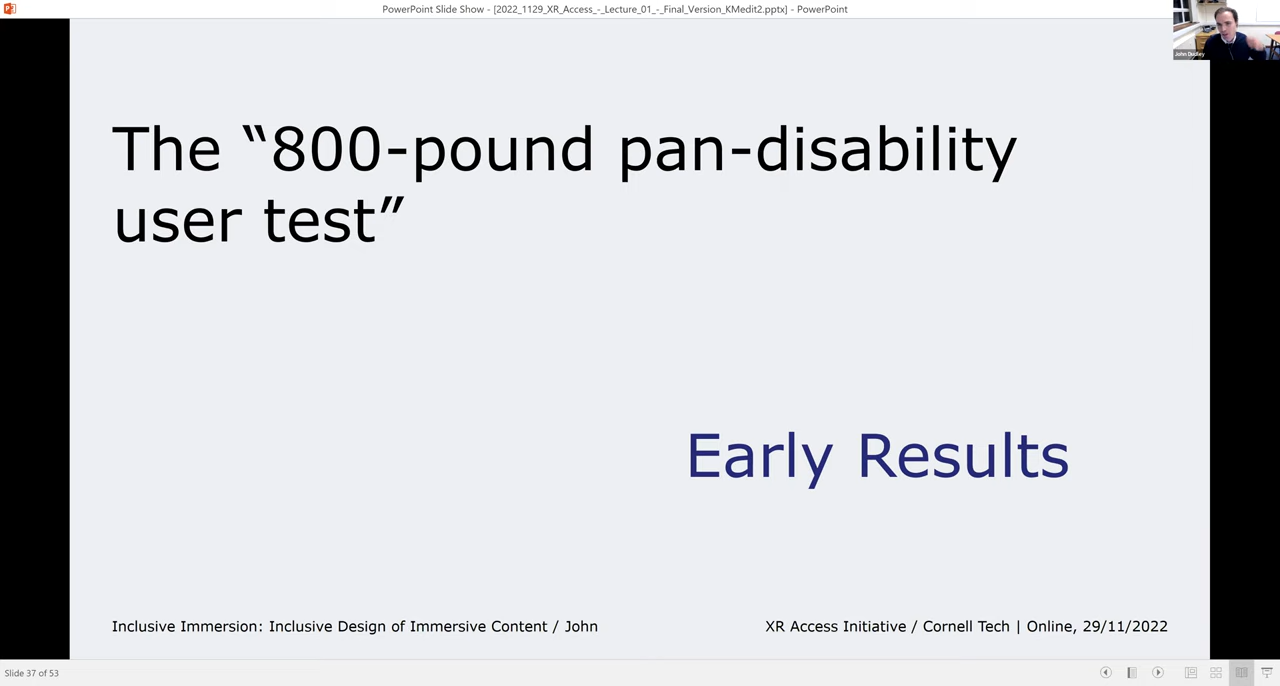 PowerPoint Slide Show - [2022_1129_XR_Access_-_Lecture_01_-_Final_Version_KMedit2.pptx] - PowerPoint
John Dudley
The “800-pound pan-disability
user test”
Early Results
Inclusive Immersion: Inclusive Design of Immersive Content / John
XR Access Initiative / Cornell Tech | Online, 29/11/2022
Slide 37 of 53